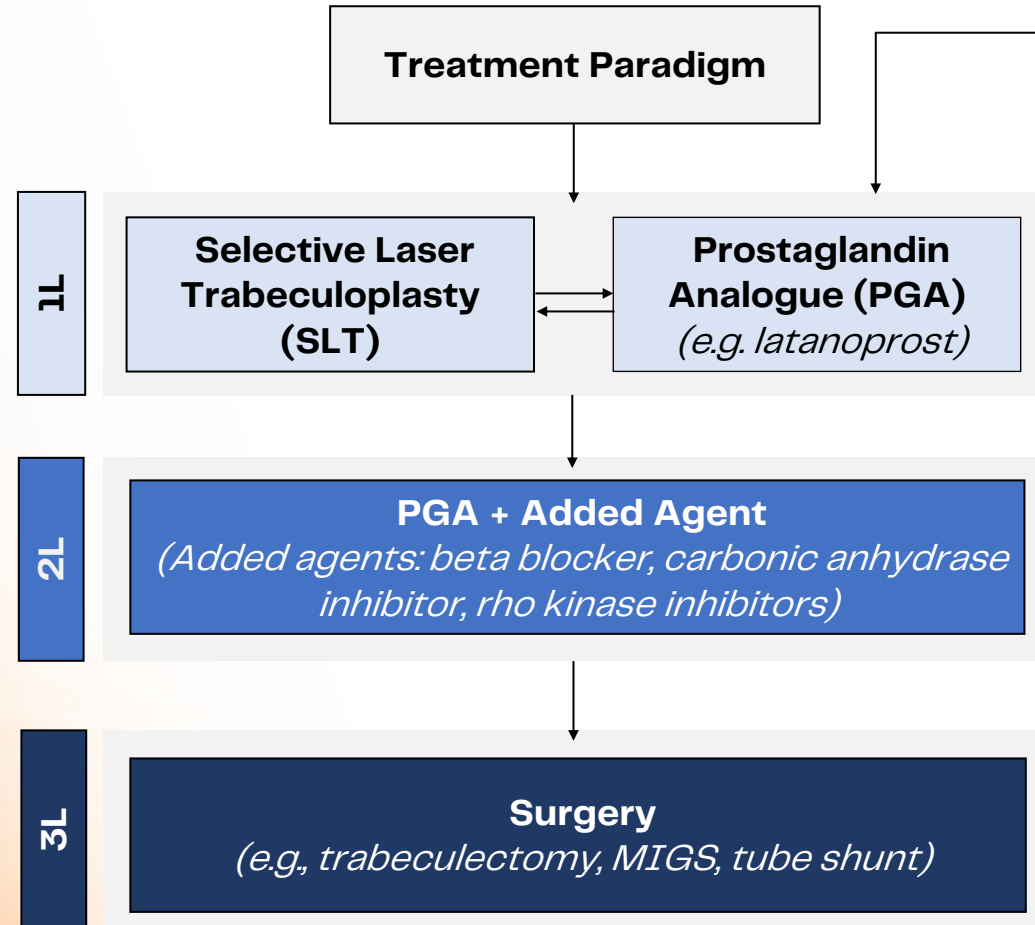 Treatment Paradigm
1L
Selective Laser
Trabeculoplasty
(SLT)
Prostaglandin
Analogue (PGA)
(e.g. latanoprost)
2L
PGA + Added Agent
(Added agents: beta blocker, carbonic anhydrase
inhibitor, rho kinase inhibitors)
3L
Surgery
(e.g., trabeculectomy, MIGS, tube shunt)